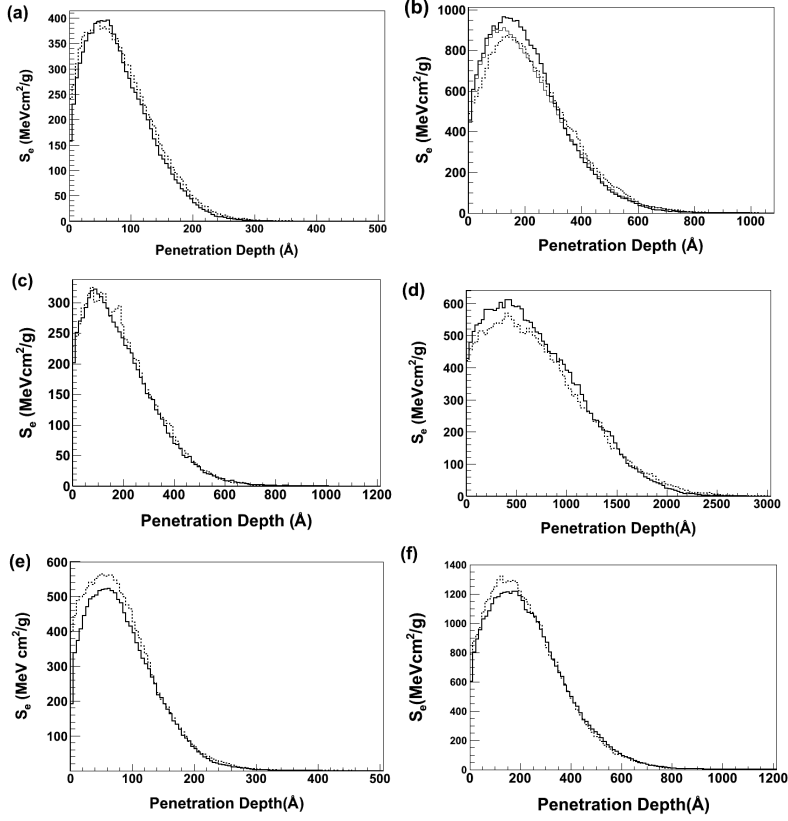 (a)
S_e (MeVcm²/g)
400
350
300
250
200
150
100
50
0
0 100 200 300 400 500
Penetration Depth (Å)
(b)
S_e (MeVcm²/g)
1000
800
600
400
200
0
0 200 400 600 800 1000
Penetration Depth (Å)
(c)
S_e (MeVcm²/g)
300
250
200
150
100
50
0
0 200 400 600 800 1000 1200
Penetration Depth (Å)
(d)
S_e (MeVcm²/g)
600
500
400
300
200
100
0
0 500 1000 1500 2000 2500 3000
Penetration Depth(Å)
(e)
S_e (MeV cm²/g)
600
500
400
300
200
100
0 100 200 300 400 500
Penetration Depth(Å)
(f)
S_e(MeVcm²/g)
1400
1200
1000
800
600
400
200
0
0 200 400 600 800 1000 1200
Penetration Depth(Å)